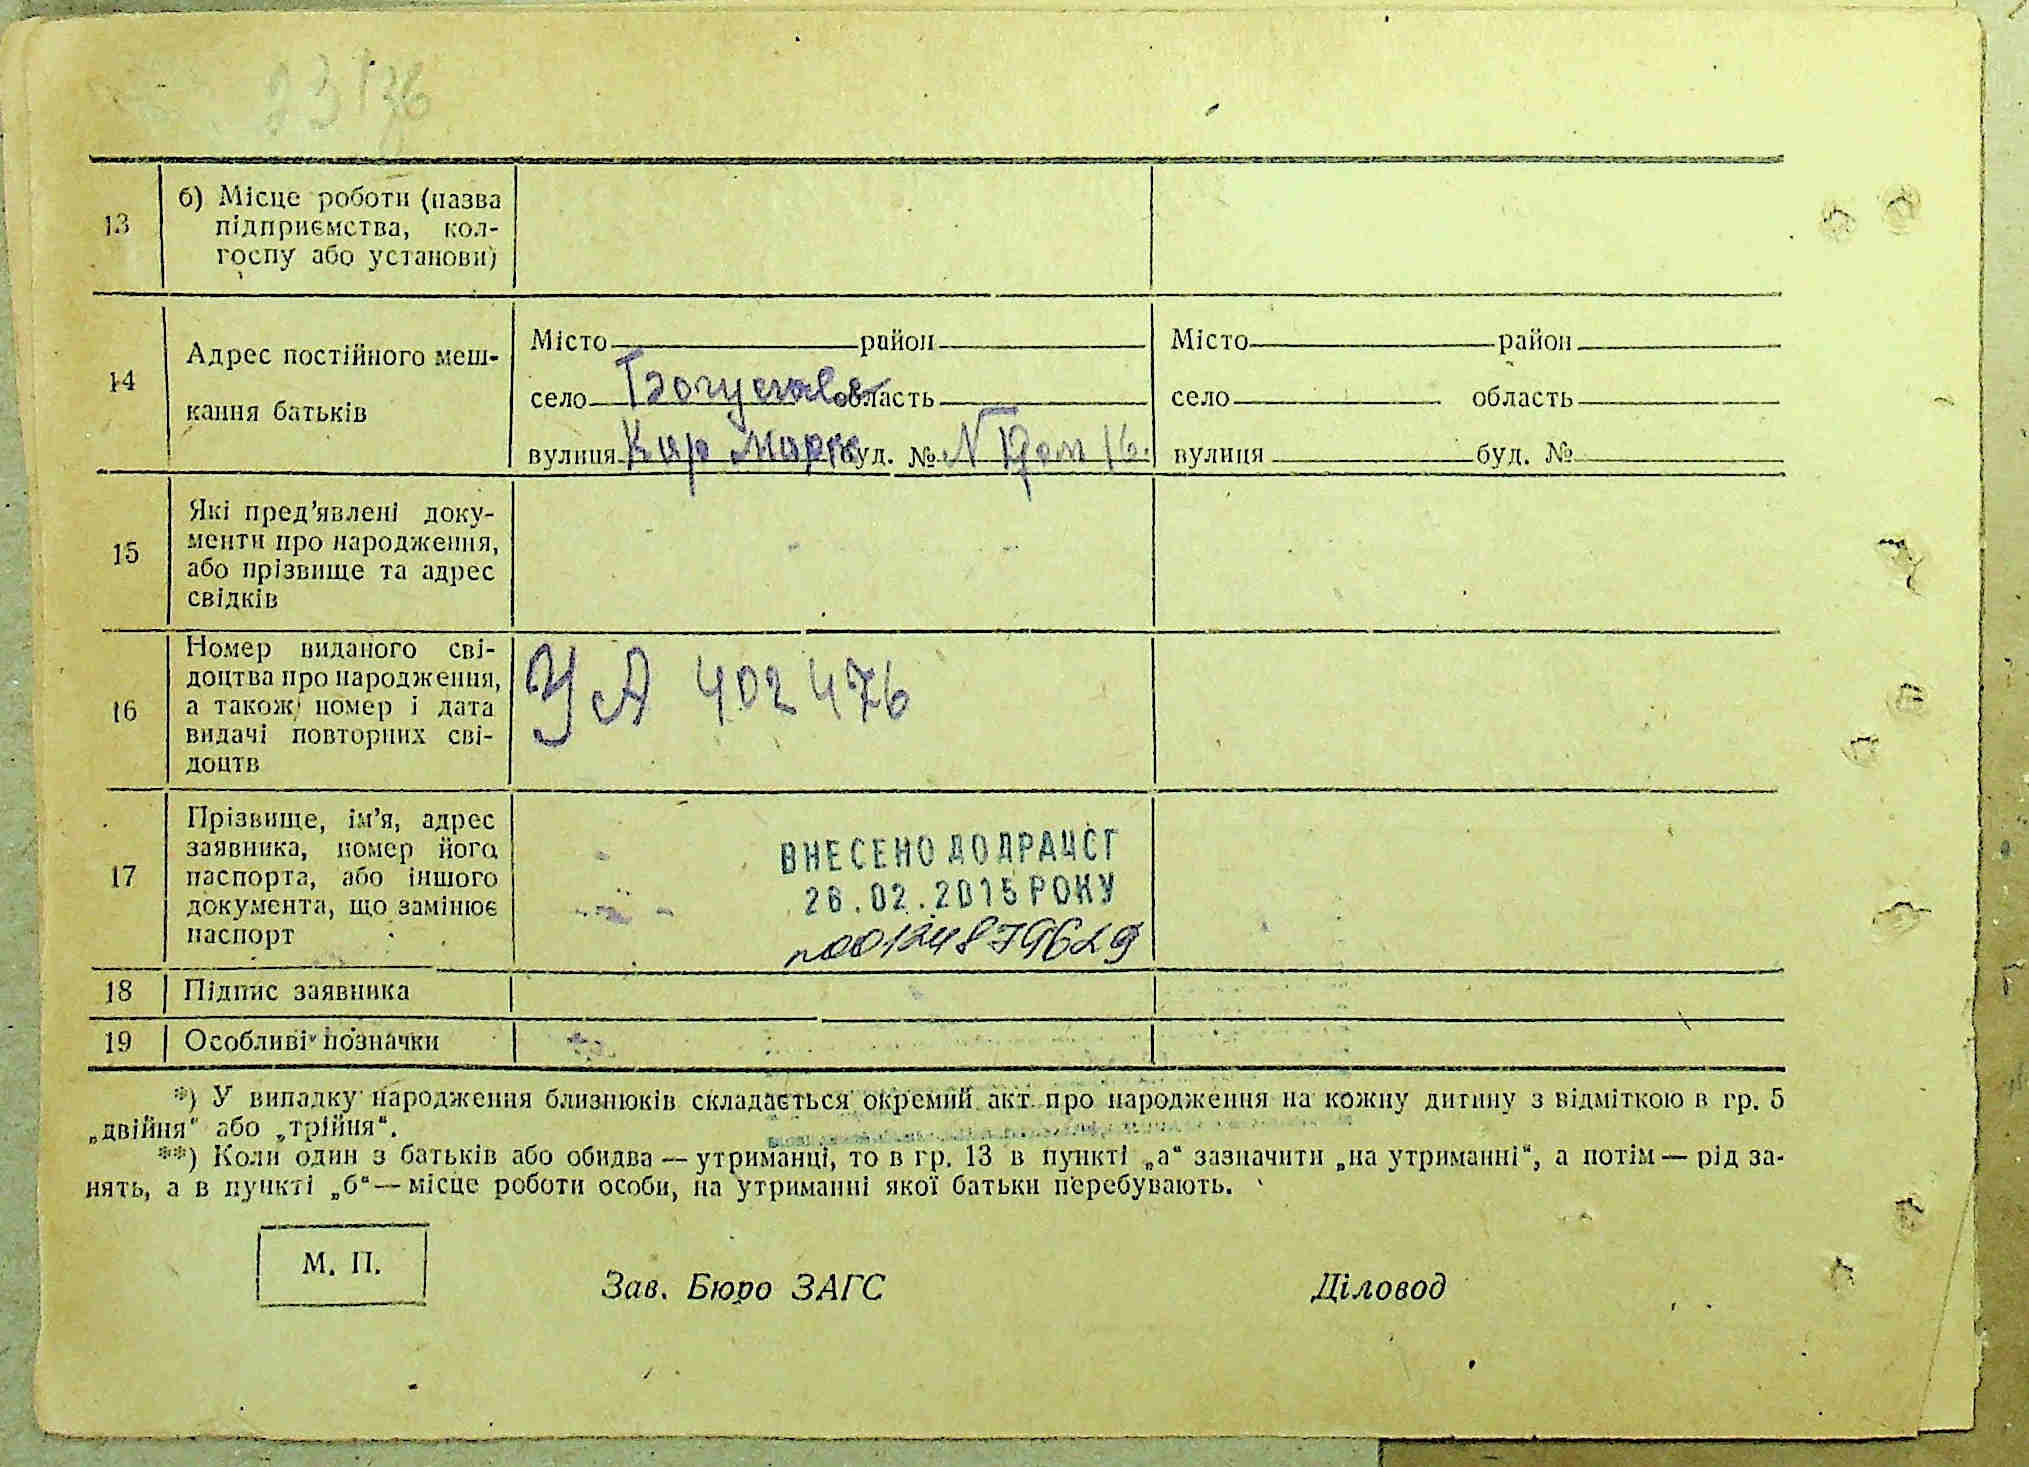 23176
13
б) Місце роботи (назва
підприємства, кол-
госпу або установи)
14
Адрес постійного меш-
кання батьків
Місто район
село Богуслав область
вулиця Кар Маркс буд. № N Дом 16.
Місто район
село область
вулиця буд. №
15
Які пред’явлені доку-
менти про народження,
або прізвище та адрес
свідків
16
Номер виданого сві-
доцтва про народження,
а також номер і дата
видачі повторних сві-
доцтв
УА 402476
17
Прізвище, ім’я, адрес
заявника, номер його
паспорта, або іншого
документа, що замінює
паспорт
ВНЕСЕНО ДО ДРАЦСГ
26.02.2015 РОКУ
18 Підпис заявника
19 Особливі позначки
*) У випадку народження близнюків складається окремий акт про народження на кожну дитину з відміткою в гр. 5
„двійня“ або „трійня“.
**) Коли один з батьків або обидва — утриманці, то в гр. 13 в пункті „а“ зазначити „на утриманні“, а потім — рід за-
нять, а в пункті „б“ — місце роботи особи, на утриманні якої батьки перебувають.
М. П.
Зав. Бюро ЗАГС
Діловод